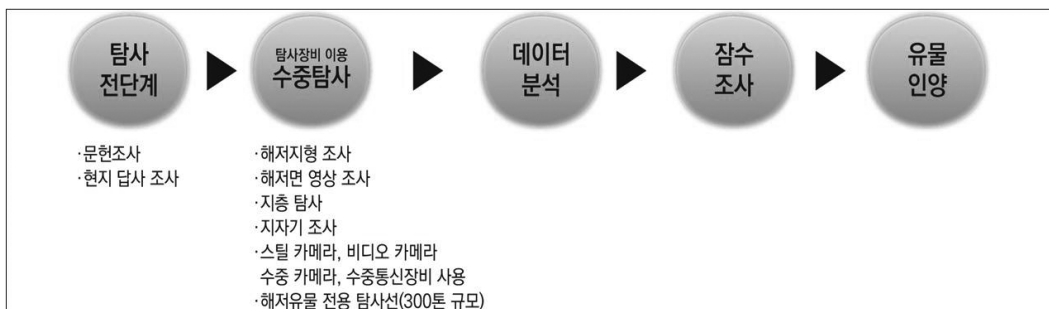 탐사
전단계
탐사장비 이용
수중탐사
데이터
분석
잠수
조사
유물
인양
·문헌조사
·현지 답사 조사
·해저지형 조사
·해저면 영상 조사
·지층 탐사
·지자기 조사
·스틸 카메라, 비디오 카메라
수중 카메라, 수중통신장비 사용
·해저유물 전용 탐사선(300톤 규모)